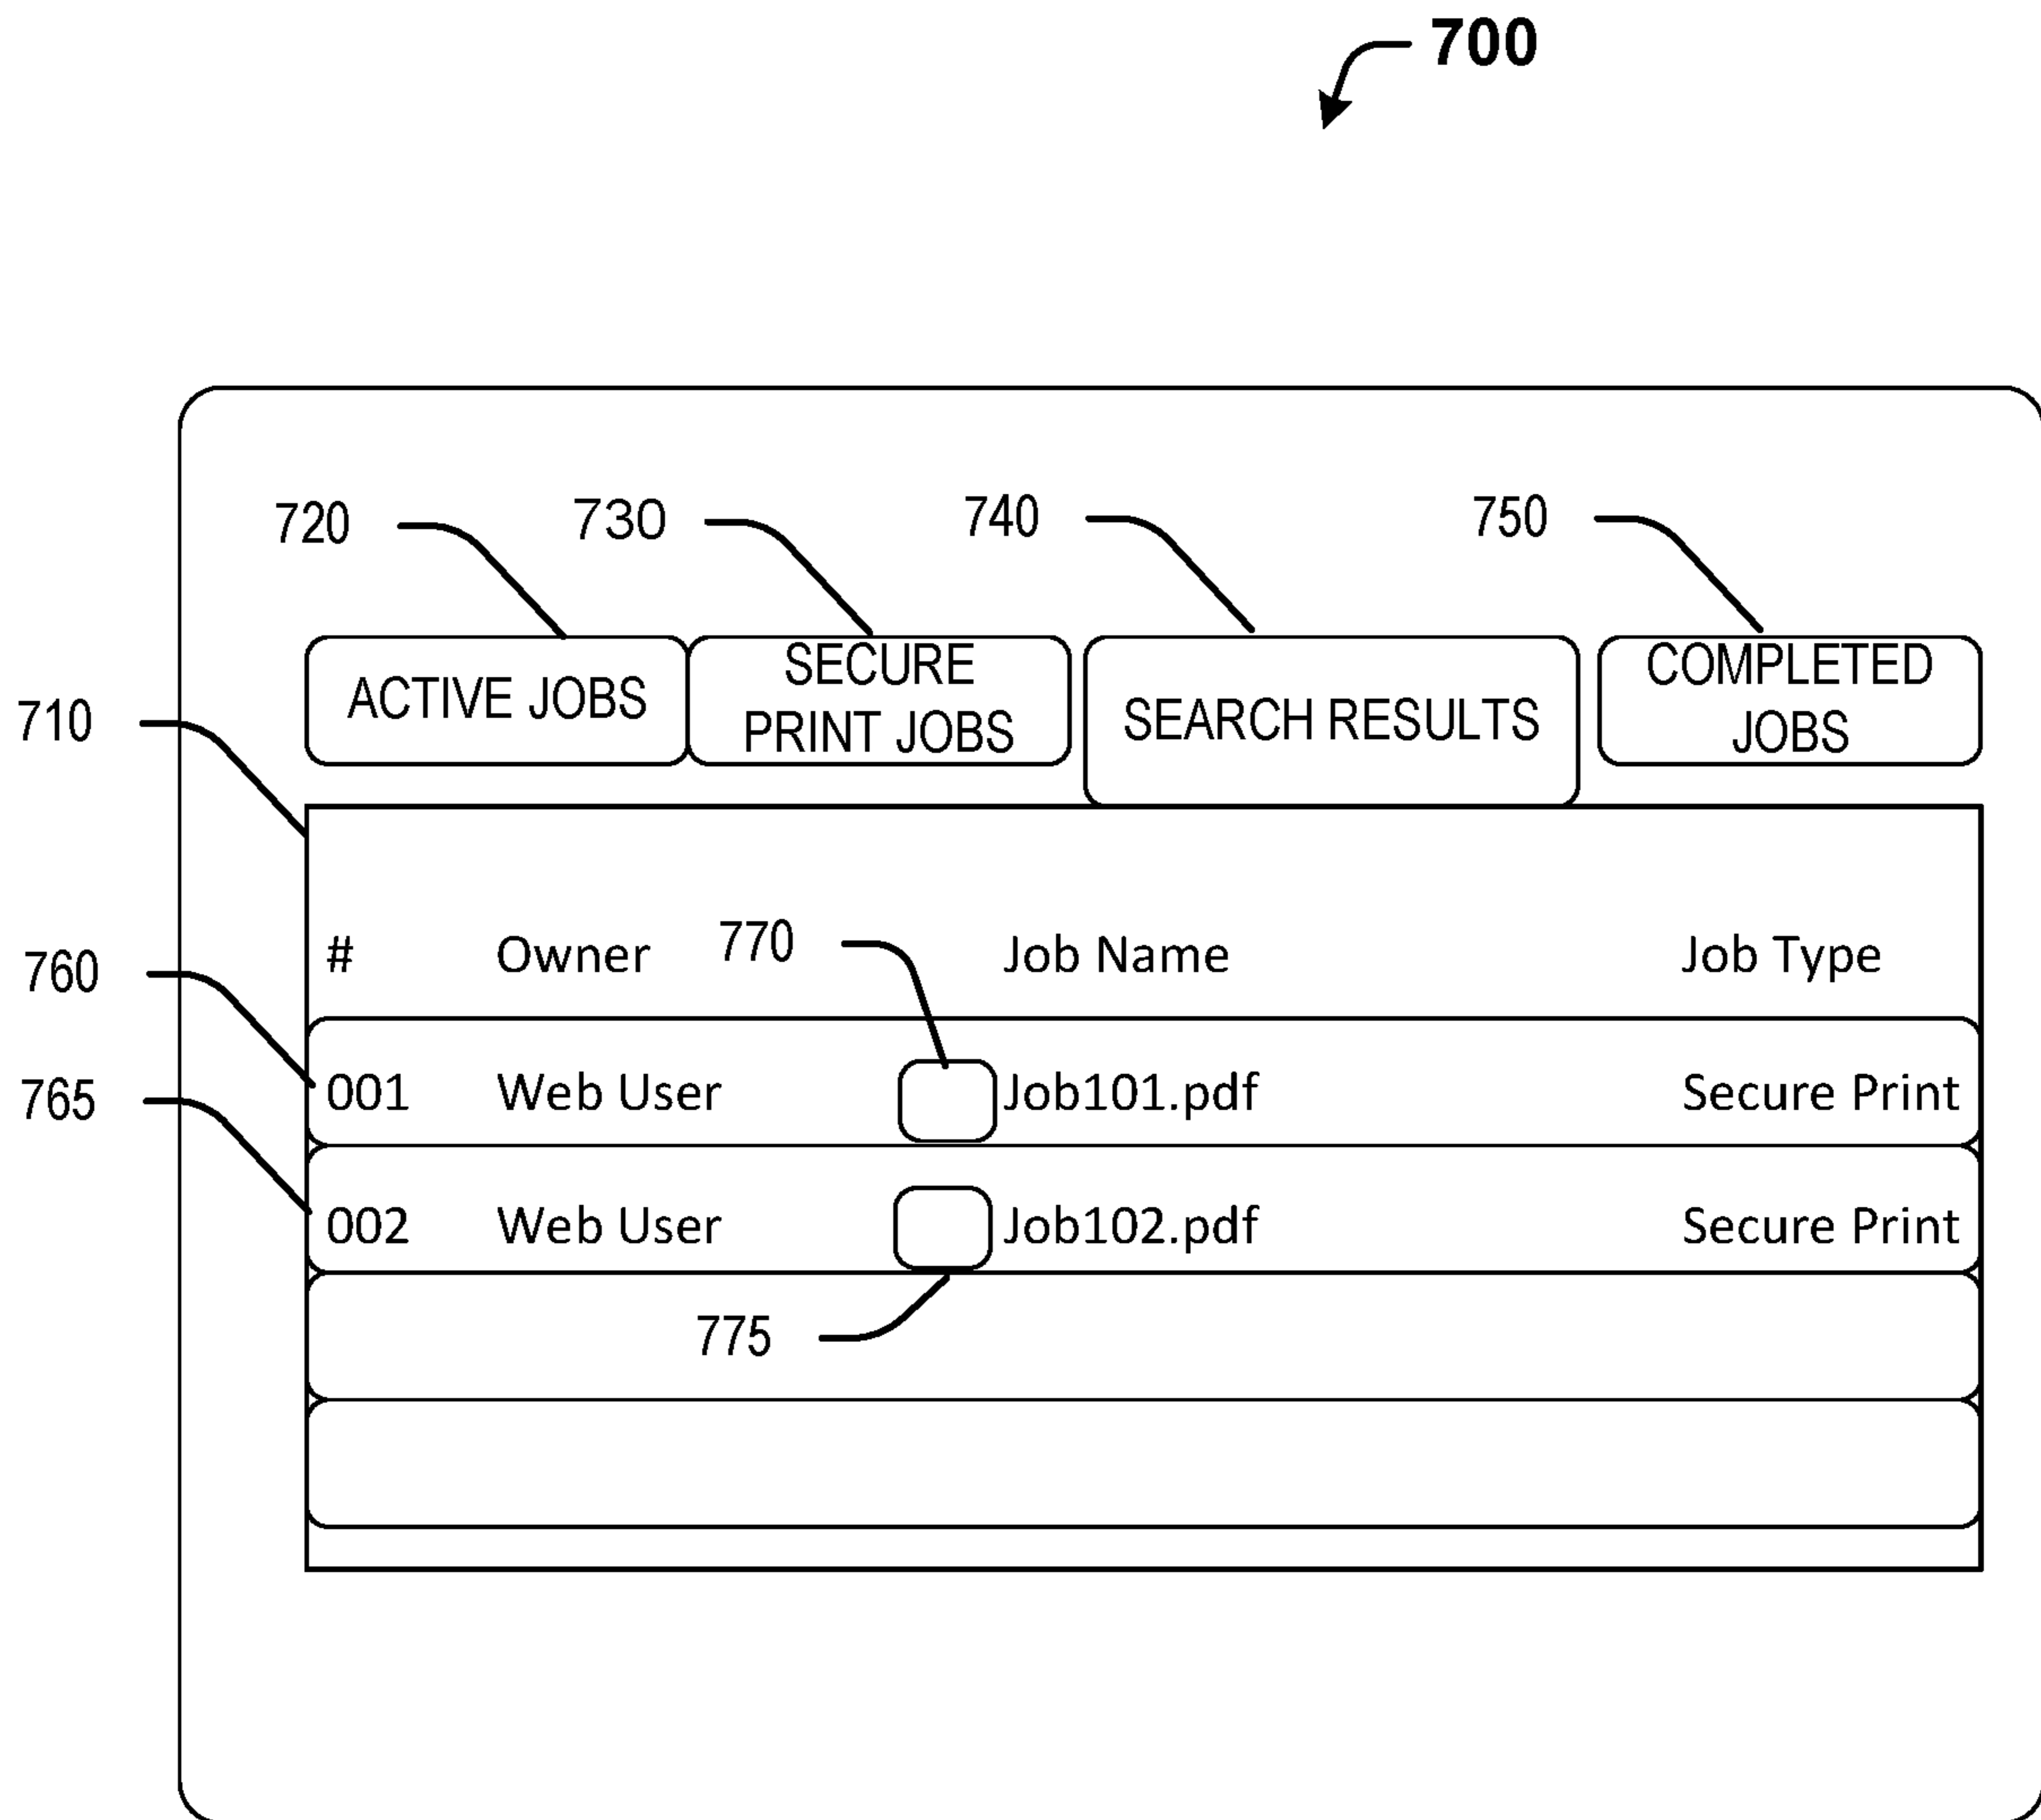 700
720 730 740 750
ACTIVE JOBS
SECURE
PRINT JOBS
SEARCH RESULTS
COMPLETED
JOBS
710
# Owner 770 Job Name Job Type
760
001 Web User Job101.pdf Secure Print
765
002 Web User Job102.pdf Secure Print
775